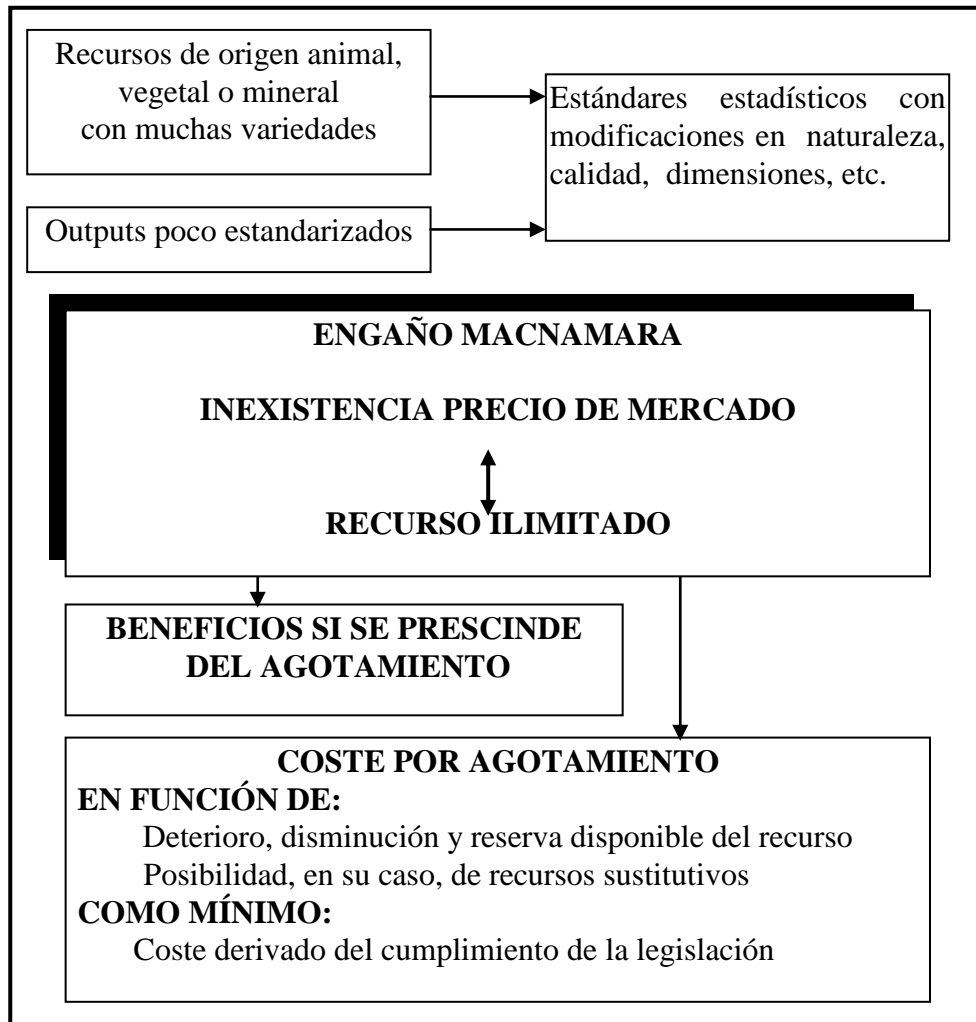 Recursos de origen animal,
vegetal o mineral
con muchas variedades
Estándares estadísticos con
modificaciones en naturaleza,
calidad, dimensiones, etc.
Outputs poco estandarizados
ENGAÑO MACNAMARA
INEXISTENCIA PRECIO DE MERCADO
RECURSO ILIMITADO
BENEFICIOS SI SE PRESCINDE
DEL AGOTAMIENTO
COSTE POR AGOTAMIENTO
EN FUNCIÓN DE:
Deterioro, disminución y reserva disponible del recurso
Posibilidad, en su caso, de recursos sustitutivos
COMO MÍNIMO:
Coste derivado del cumplimiento de la legislación